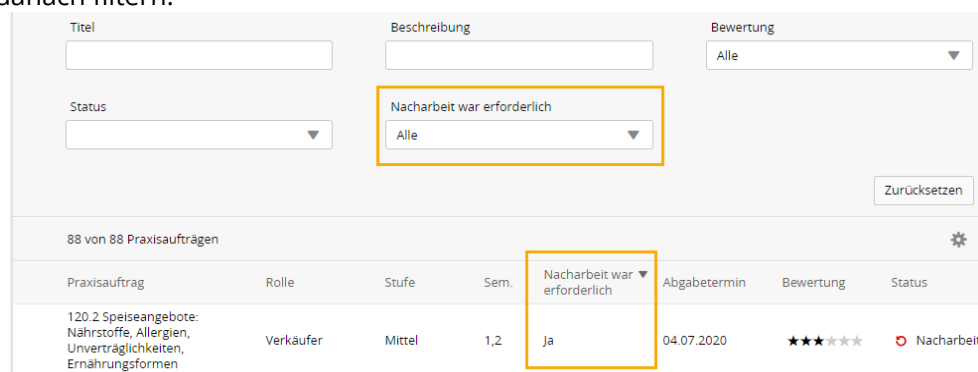 danach filtern.
Titel Beschreibung Bewertung
Alle
Status Nacharbeit war erforderlich
Alle
Zurücksetzen
88 von 88 Praxisaufträgen
Praxisauftrag Rolle Stufe Sem. Nacharbeit war erforderlich Abgabetermin Bewertung Status
120.2 Speiseangebote:
Nährstoffe, Allergien,
Unverträglichkeiten,
Ernährungsformen
Verkäufer Mittel 1,2 Ja 04.07.2020 Nacharbeit